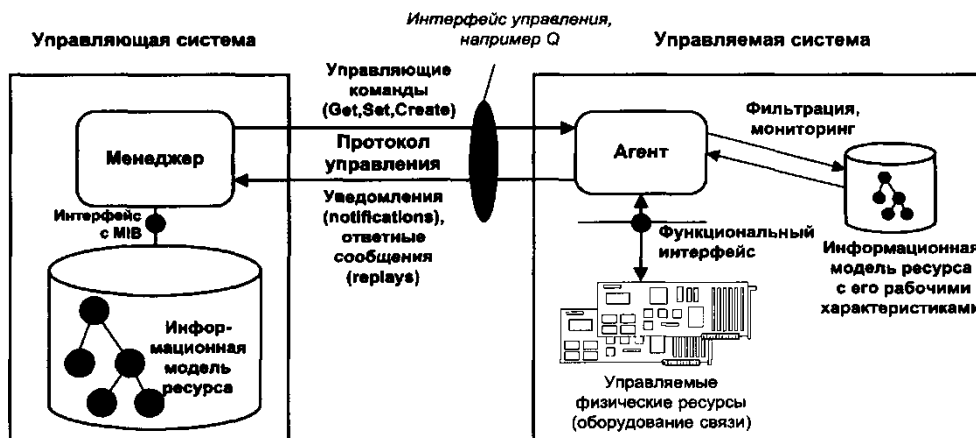 Интерфейс управления,
например Q
Управляющая система
Управляемая система
Управляющие
команды
(Get,Set,Create)
Протокол
управления
Уведомления
(notifications),
ответные
сообщения
(replays)
Менеджер
Интерфейс
с MIB
Инфор-
мационная
модель
ресурса
Агент
Фильтрация,
мониторинг
Функциональный
интерфейс
Информационная
модель ресурса
с его рабочими
характеристиками
Управляемые
физические ресурсы
(оборудование связи)